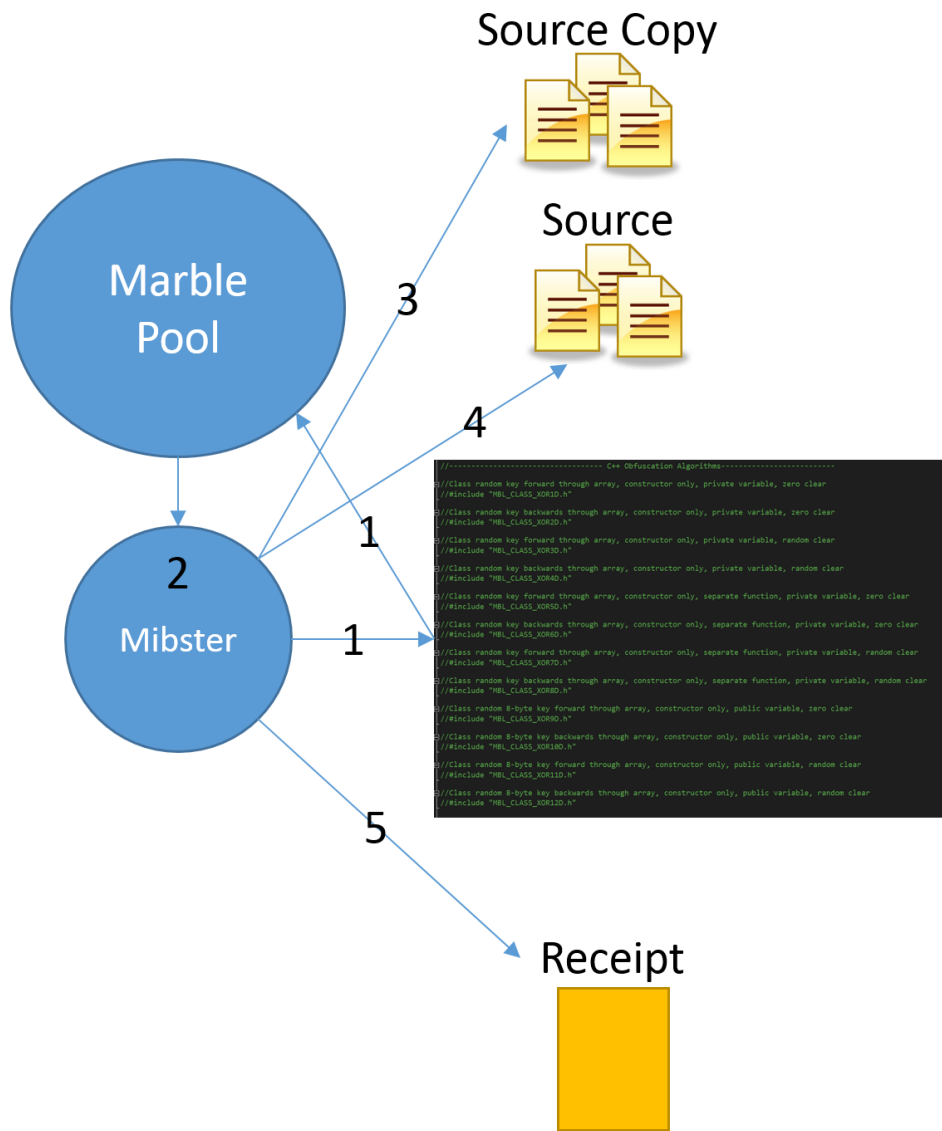 Source Copy
Source
Marble
Pool
3
4
1
2
Mibster
1
5
//----------------------------------- C++ Obfuscation Algorithms--------------------------
//Class random key forward through array, constructor only, private variable, zero clear
//#include "MBL_CLASS_XOR1D.h"
//Class random key backwards through array, constructor only, private variable, zero clear
//#include "MBL_CLASS_XOR2D.h"
//Class random key forward through array, constructor only, private variable, random clear
//#include "MBL_CLASS_XOR3D.h"
//Class random key backwards through array, constructor only, private variable, random clear
//#include "MBL_CLASS_XOR4D.h"
//Class random key forward through array, constructor only, separate function, private variable, zero clear
//#include "MBL_CLASS_XOR5D.h"
//Class random key backwards through array, constructor only, separate function, private variable, zero clear
//#include "MBL_CLASS_XOR6D.h"
//Class random key forward through array, constructor only, separate function, private variable, random clear
//#include "MBL_CLASS_XOR7D.h"
//Class random key backwards through array, constructor only, separate function, private variable, random clear
//#include "MBL_CLASS_XOR8D.h"
//Class random 8-byte key forward through array, constructor only, public variable, zero clear
//#include "MBL_CLASS_XOR9D.h"
//Class random 8-byte key backwards through array, constructor only, public variable, zero clear
//#include "MBL_CLASS_XOR10D.h"
//Class random 8-byte key forward through array, constructor only, public variable, random clear
//#include "MBL_CLASS_XOR11D.h"
//Class random 8-byte key backwards through array, constructor only, public variable, random clear
//#include "MBL_CLASS_XOR12D.h"
Receipt